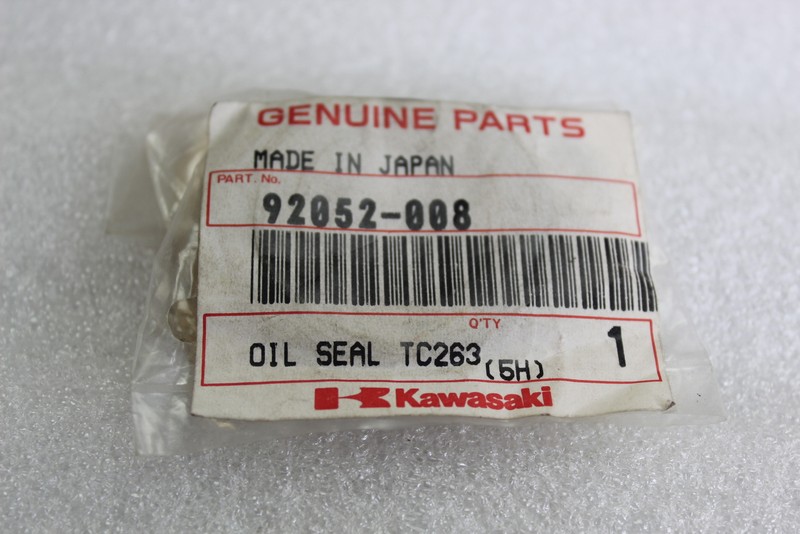 GENUINE PARTS
MADE IN JAPAN
PART. No.
92052-008
Q'TY
OIL SEAL TC263 (5H) 1
Kawasaki